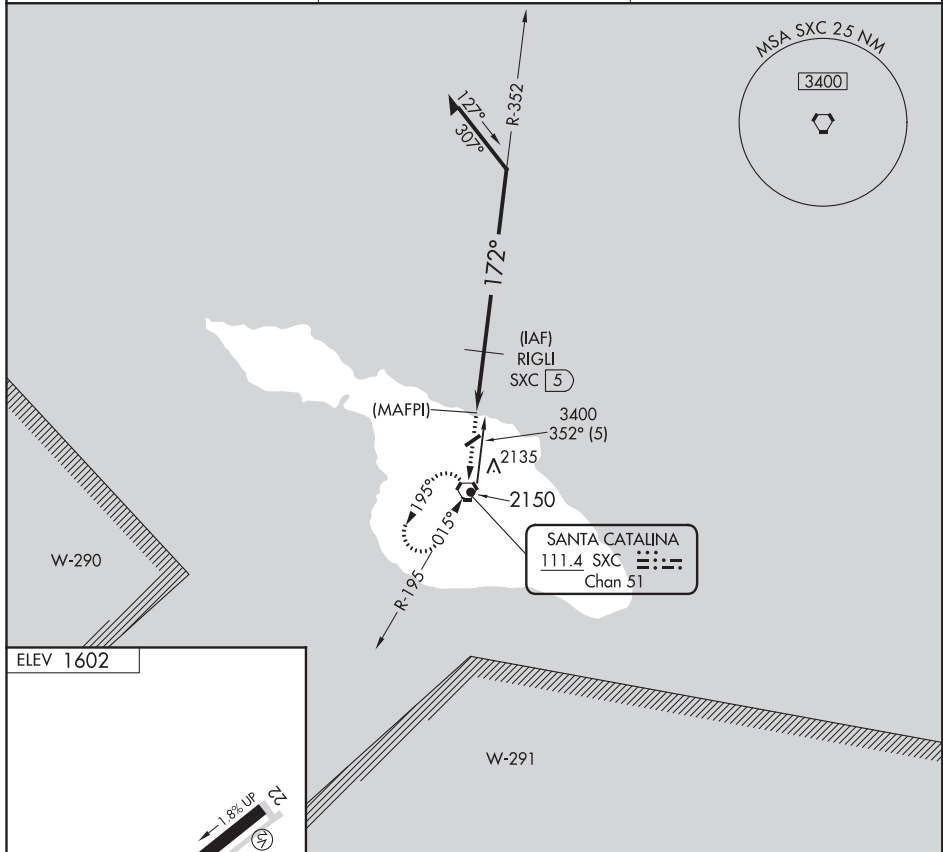 MSA SXC 25 NM
3400
R-352
127°
307°
172°
(IAF)
RIGLI
SXC 5
(MAFPI)
3400
352° (5)
2135
195°
2150
015°
SANTA CATALINA
111.4 SXC
Chan 51
R-195
W-290
ELEV 1602
W-291
1.8% UP
22
V